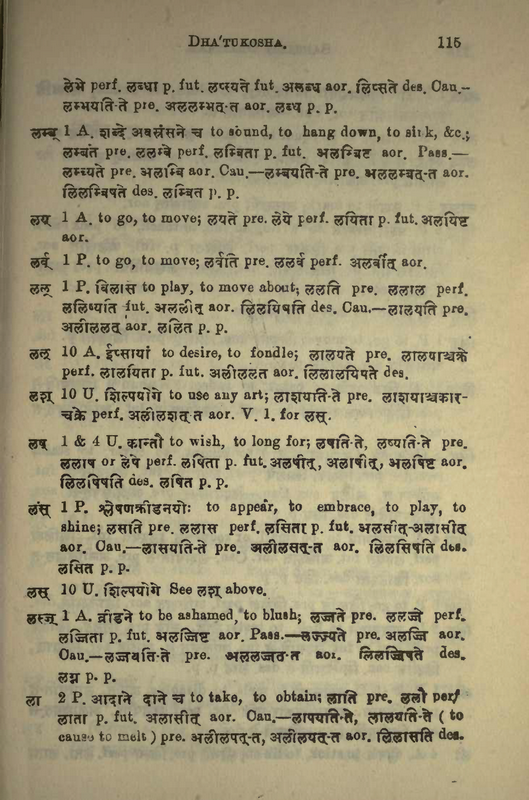 DHA'TUKOSHA. 115
लेभे perf. लब्धा p. fut. लप्स्यते fut. अलब्ध aor. लिप्सते des. Cau.–
लम्भयति-ते pre. अललम्भत्-त aor. लब्ध p. p.
लम्ब् 1 A. शब्दे अवस्रंसने च to sound, to hang down, to sink, &c.;
लम्बते pre. ललम्बे perf. लम्बिता p. fut. अलम्बिष्ट aor. Pass.—
लम्ब्यते pre. अलम्बि aor. Cau.—लम्बयति-ते pre. अललम्बत्-त aor.
लिलम्बिषते des. लम्बित p. p.
लय् 1 A. to go, to move; लयते pre. लेये perf. लयिता p. fut. अलयिष्ट
aor.
लर्व् 1 P. to go, to move; लर्वति pre. ललर्व perf. अलर्वीत् aor.
लल् 1 P. विलासे to play, to move about; ललति pre. ललाल perf.
ललिष्यति fut. अलालीत् aor. लिललिषति des. Cau.—लालयति pre.
अलीललत् aor. ललित p. p.
लल् 10 A. ईप्सायां to desire, to fondle; लालयते pre. लालयाञ्चक्रे
perf. लालयिता p. fut. अलीललत aor. लिलालयिषते des.
लश् 10 U. शिल्पयोगे to use any art; लाशयति-ते pre. लाशयाञ्चकार-
चक्रे perf. अलीलशत्-त aor. V. l. for लस्.
लष् 1 & 4 U. कान्तौ to wish, to long for; लषति-ते, लष्यति-ते pre.
ललाष or लेषे perf. लषिता p. fut. अलषीत्, अलाषीत्, अलषिष्ट aor.
लिलषिषति des. लषित p. p.
लस् 1 P. श्लेषणक्रीडनयोः to appear, to embrace, to play, to
shine; लसति pre. ललास perf. लसिता p. fut. अलसीत्-अलासीत्
aor. Cau.—लासयति-ते pre. अलीलसत्-त aor. लिलसिषति des.
लसित p. p.
लस् 10 U. शिल्पयोगे See लश् above.
लस्ज् 1 A. व्रीडने to be ashamed, to blush; लज्जते pre. ललज्जे perf.
लज्जिता p. fut. अलज्जिष्ट aor. Pass.—लज्ज्यते pre. अलज्जि aor.
Cau.—लज्जयति-ते pre. अललज्जत्-त aor. लिलज्जिषते des.
लग्न p. p.
ला 2 P. आदाने दाने च to take, to obtain; लाति pre. ललौ perf
लाता p. fut. अलासीत् aor. Cau.—लापयति-ते, लालयति-ते ( to
cause to melt ) pre. अलीलपत्-त, अलीलयत्-त aor. लिलासति des.